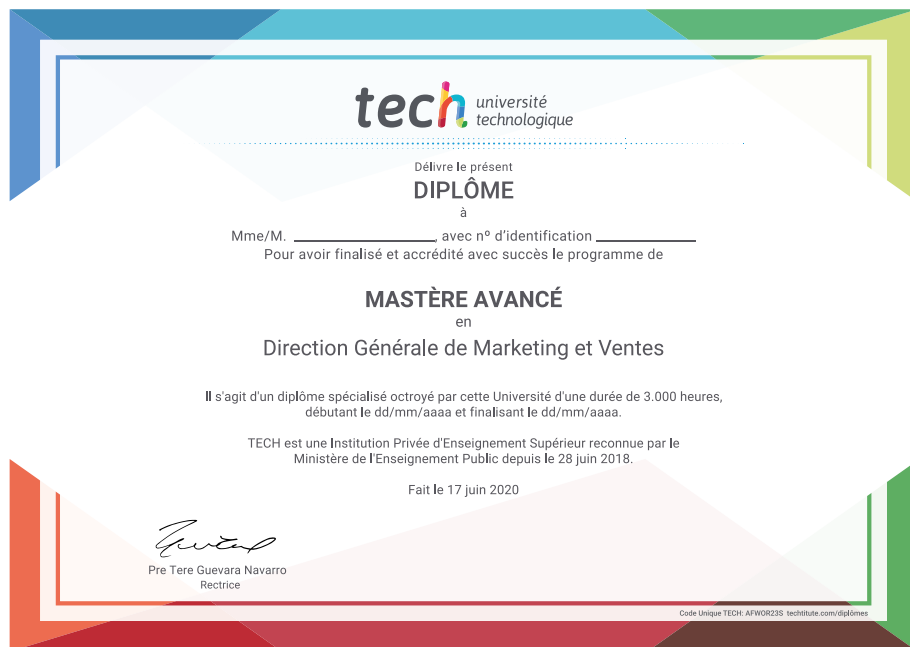 tech université
technologique
Délivre le présent
DIPLÔME
à
Mme/M. ____________, avec nº d'identification ____________
Pour avoir finalisé et accrédité avec succès le programme de
MASTÈRE AVANCÉ
en
Direction Générale de Marketing et Ventes
Il s'agit d'un diplôme spécialisé octroyé par cette Université d'une durée de 3.000 heures,
débutant le dd/mm/aaaa et finalisant le dd/mm/aaaa.
TECH est une Institution Privée d'Enseignement Supérieur reconnue par le
Ministère de l'Enseignement Public depuis le 28 juin 2018.
Fait le 17 juin 2020
Pre Tere Guevara Navarro
Rectrice
Code Unique TECH: AFWOR23S techtitute.com/diplômes